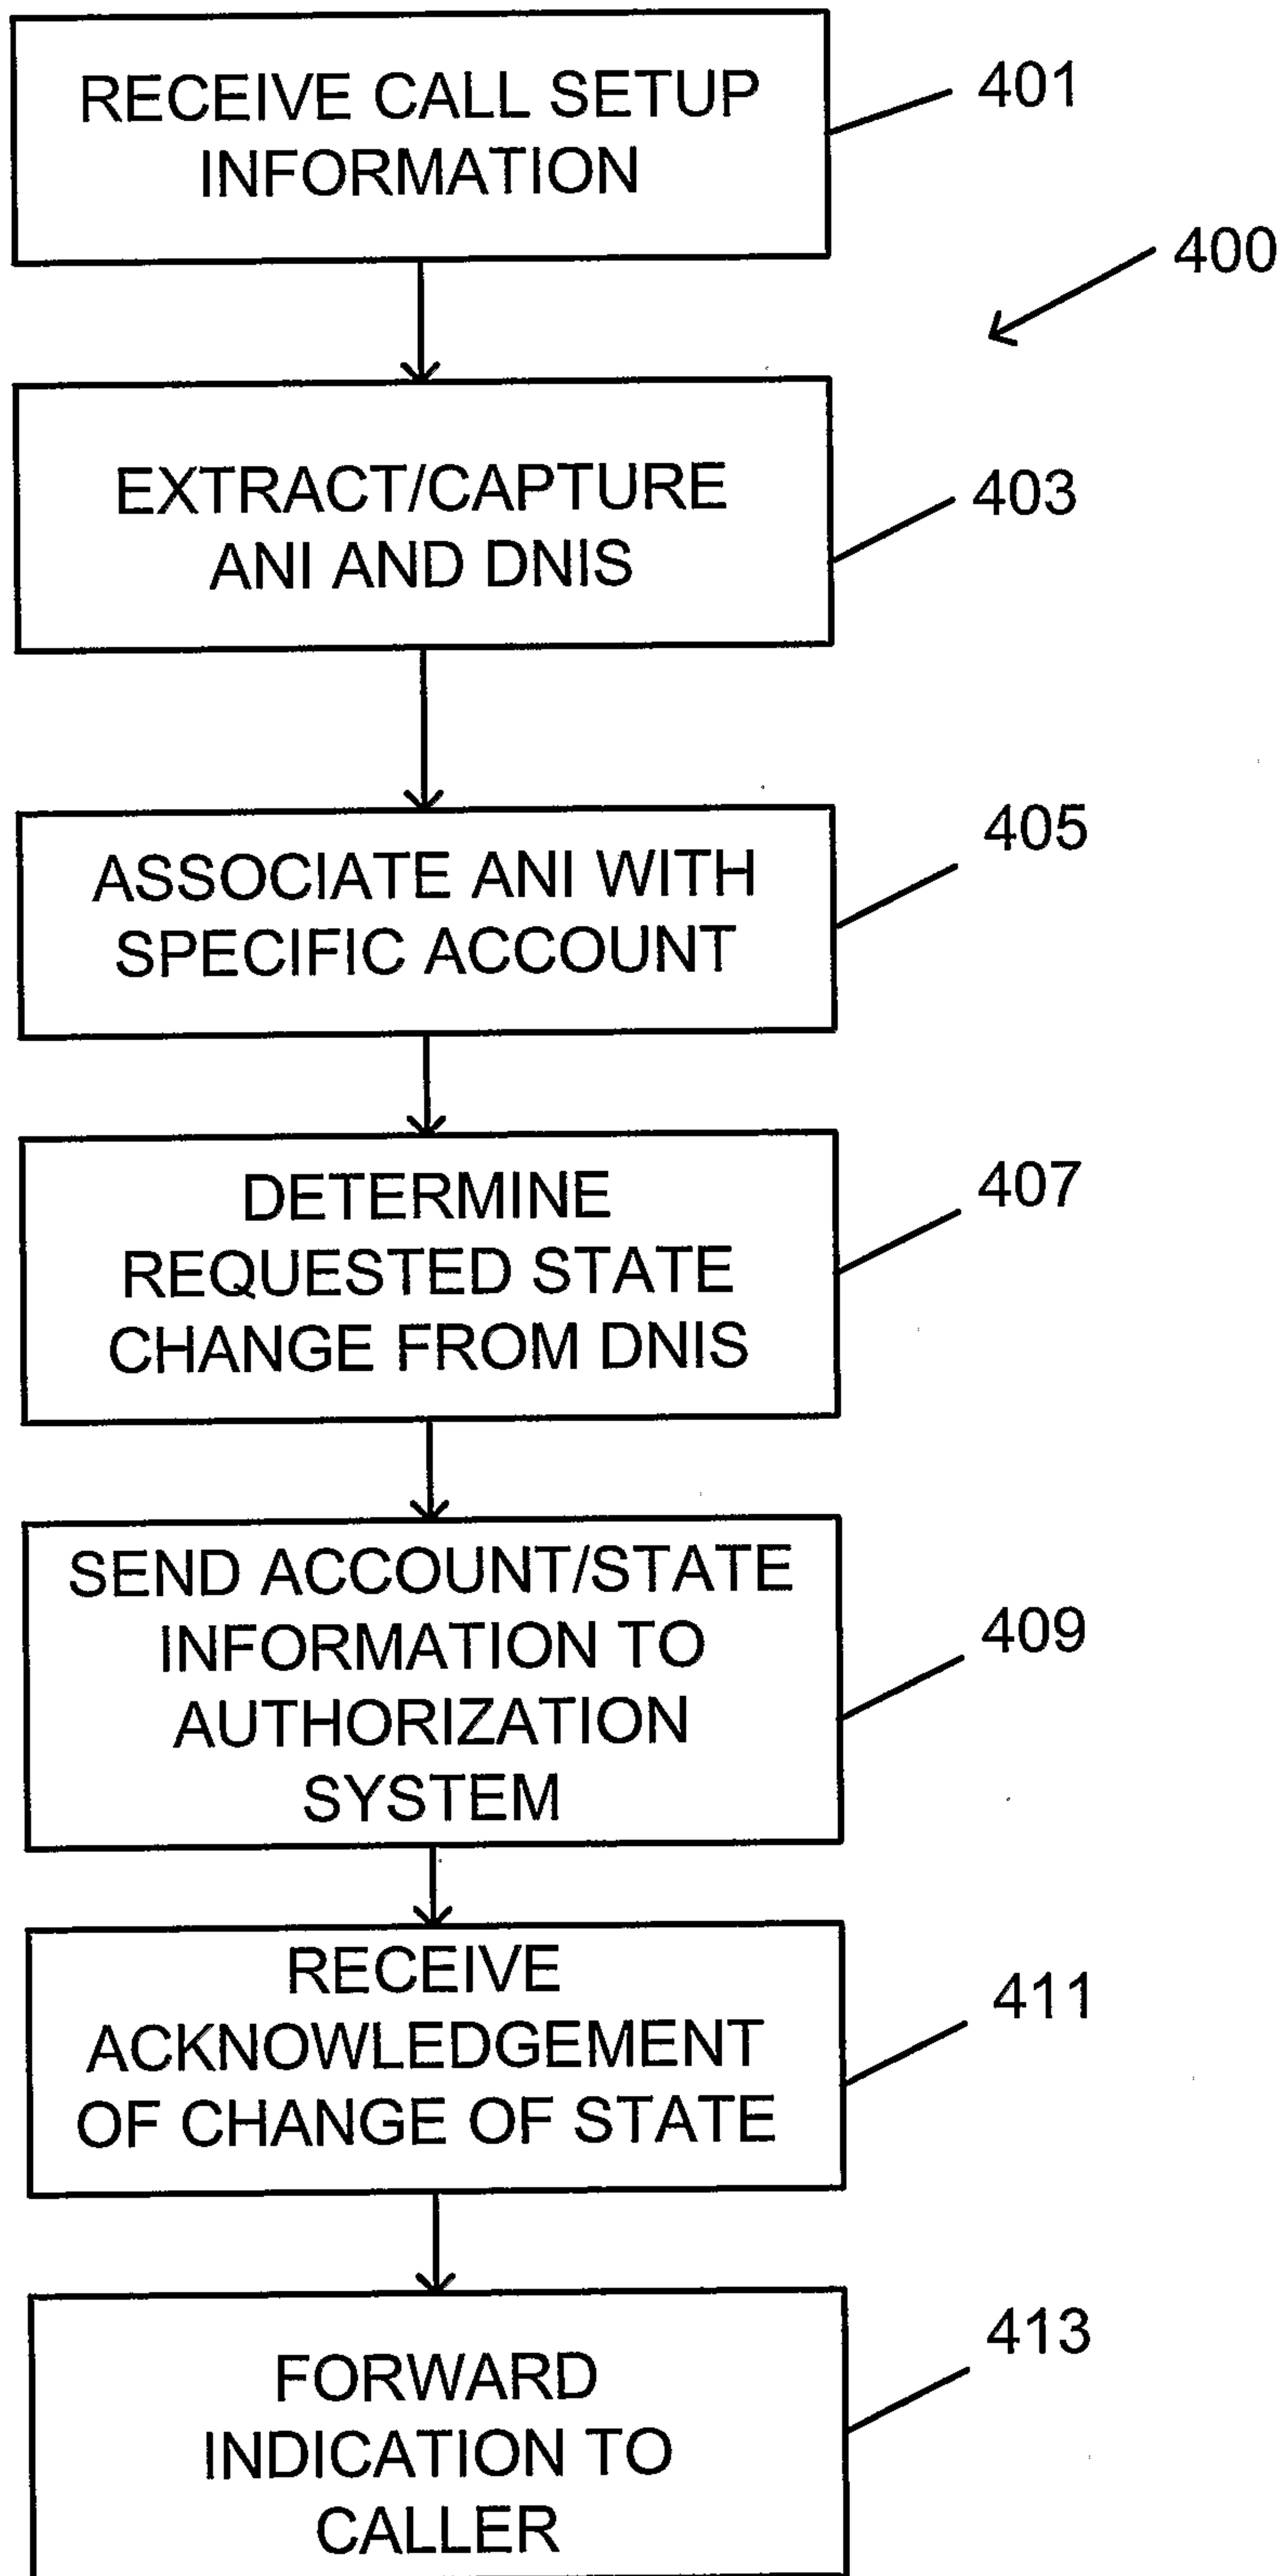 RECEIVE CALL SETUP
INFORMATION
401
400
EXTRACT/CAPTURE
ANI AND DNIS
403
ASSOCIATE ANI WITH
SPECIFIC ACCOUNT
405
DETERMINE
REQUESTED STATE
CHANGE FROM DNIS
407
SEND ACCOUNT/STATE
INFORMATION TO
AUTHORIZATION
SYSTEM
409
RECEIVE
ACKNOWLEDGEMENT
OF CHANGE OF STATE
411
FORWARD
INDICATION TO
CALLER
413